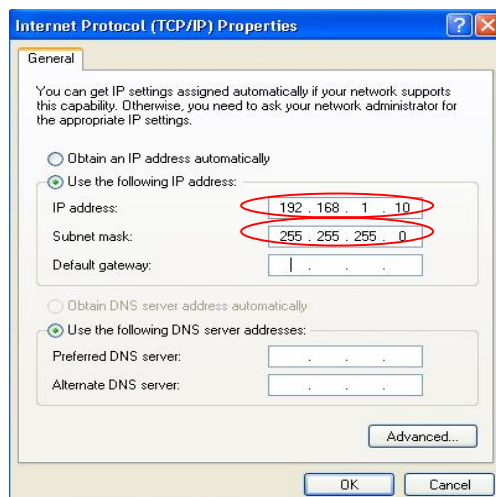 Internet Protocol (TCP/IP) Properties
General
You can get IP settings assigned automatically if your network supports
this capability. Otherwise, you need to ask your network administrator for
the appropriate IP settings.
Obtain an IP address automatically
Use the following IP address:
IP address: 192 . 168 . 1 . 10
Subnet mask: 255 . 255 . 255 . 0
Default gateway: . . .
Obtain DNS server address automatically
Use the following DNS server addresses:
Preferred DNS server: . . .
Alternate DNS server: . . .
Advanced...
OK Cancel